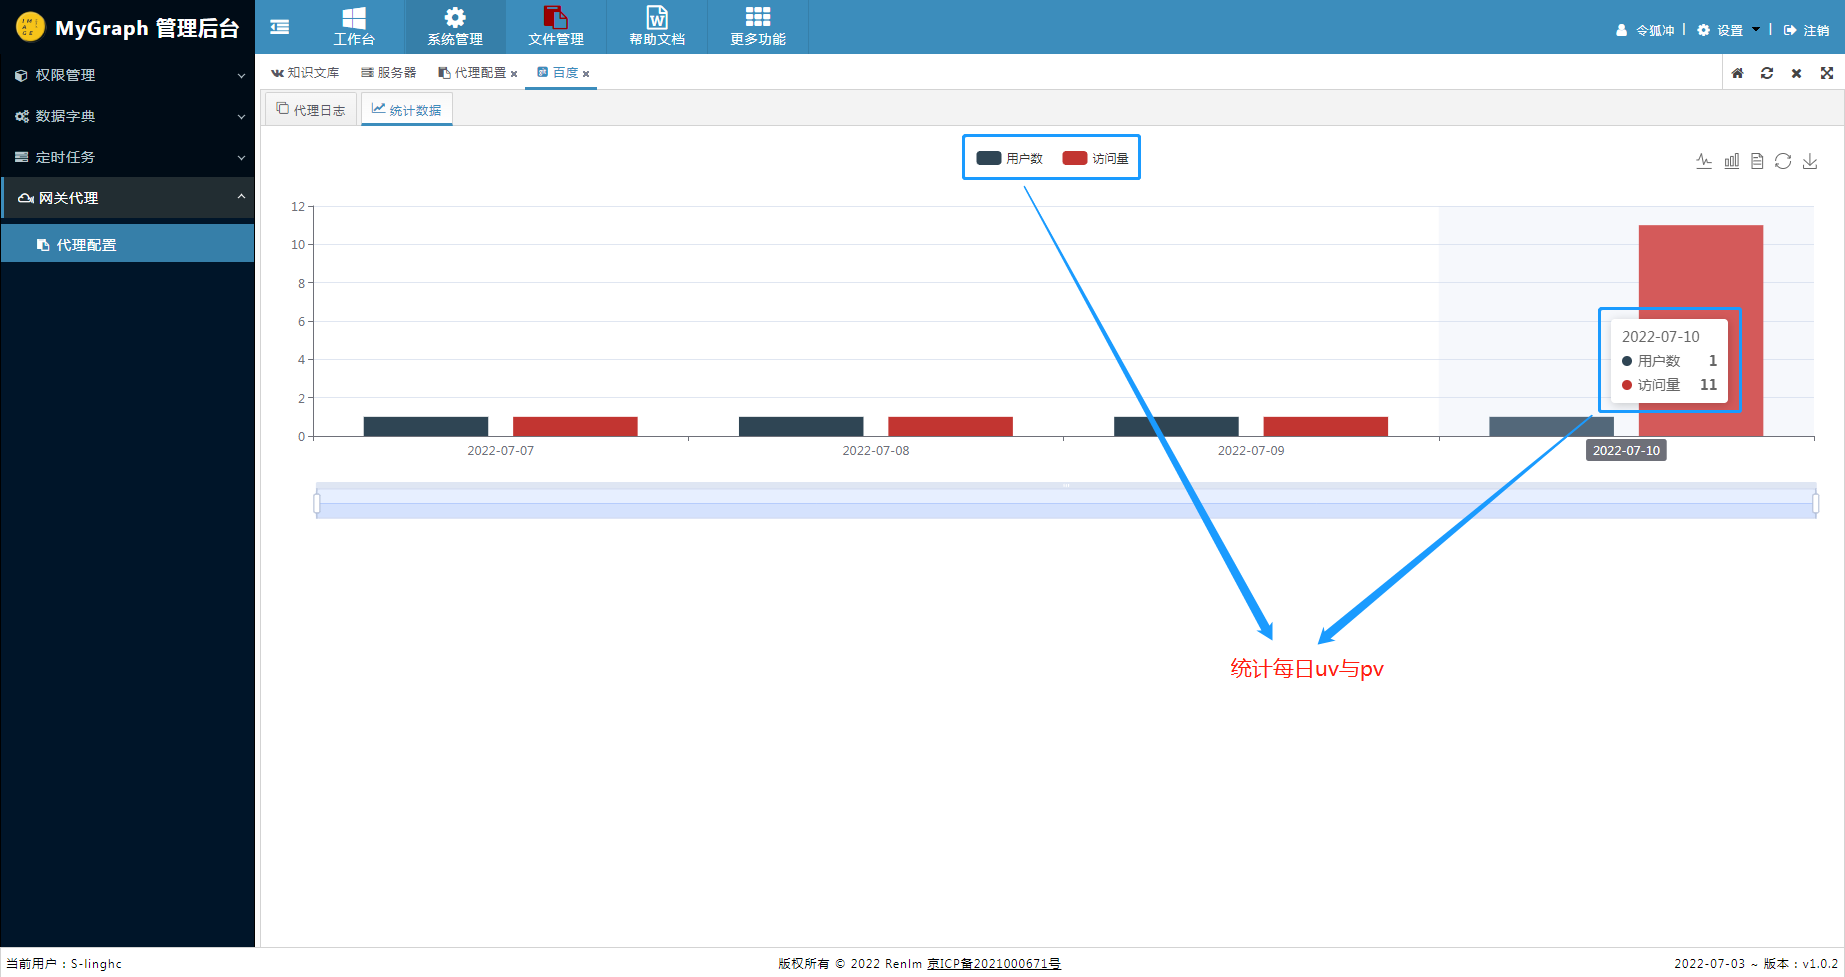 MyGraph 管理后台
工作台
系统管理
文件管理
帮助文档
更多功能
令狐冲 | 设置 | 注销
权限管理
数据字典
定时任务
网关代理
代理配置
知识文库
服务器
代理配置
百度
代理日志
统计数据
用户数 访问量
12
10
8
6
4
2
0
2022-07-10
用户数 1
访问量 11
2022-07-07
2022-07-08
2022-07-09
2022-07-10
统计每日uv与pv
当前用户：S-linghc
版权所有 © 2022 Renlm 京ICP备2021000671号
2022-07-03 ~ 版本：v1.0.2